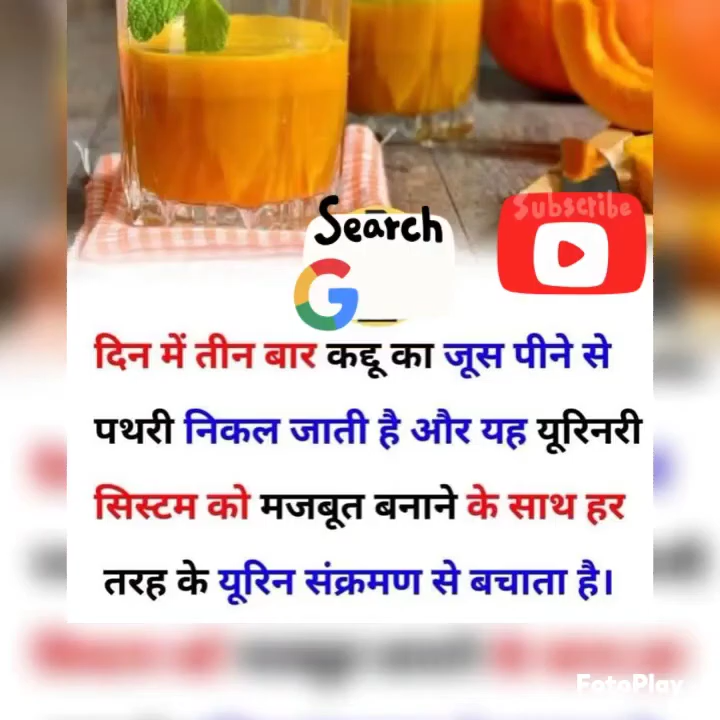 Subscribe
Search
G
दिन में तीन बार कद्दू का जूस पीने से
पथरी निकल जाती है और यह यूरिनरी
सिस्टम को मजबूत बनाने के साथ हर
तरह के यूरिन संक्रमण से बचाता है।
FotoPlay